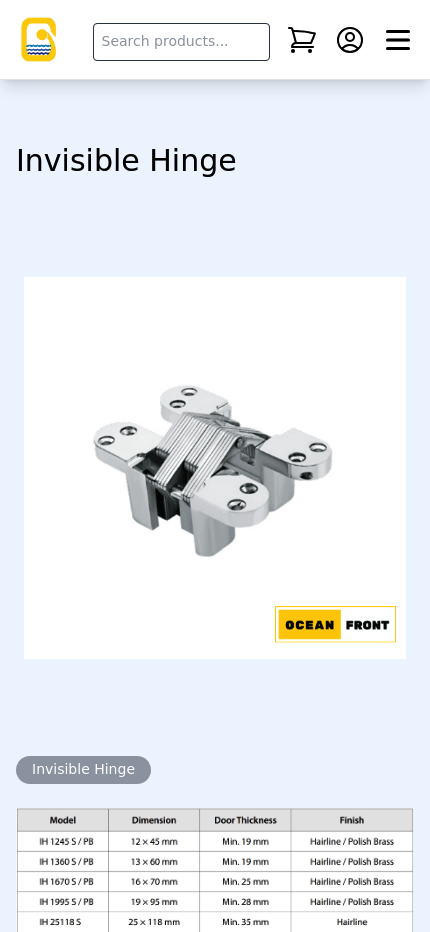 Search products...
Invisible Hinge
OCEAN FRONT
Invisible Hinge
Model Dimension Door Thickness Finish
IH 1245 S / PB 12 × 45 mm Min. 19 mm Hairline / Polish Brass
IH 1360 S / PB 13 × 60 mm Min. 19 mm Hairline / Polish Brass
IH 1670 S / PB 16 × 70 mm Min. 25 mm Hairline / Polish Brass
IH 1995 S / PB 19 × 95 mm Min. 28 mm Hairline / Polish Brass
IH 25118 S 25 × 118 mm Min. 35 mm Hairline